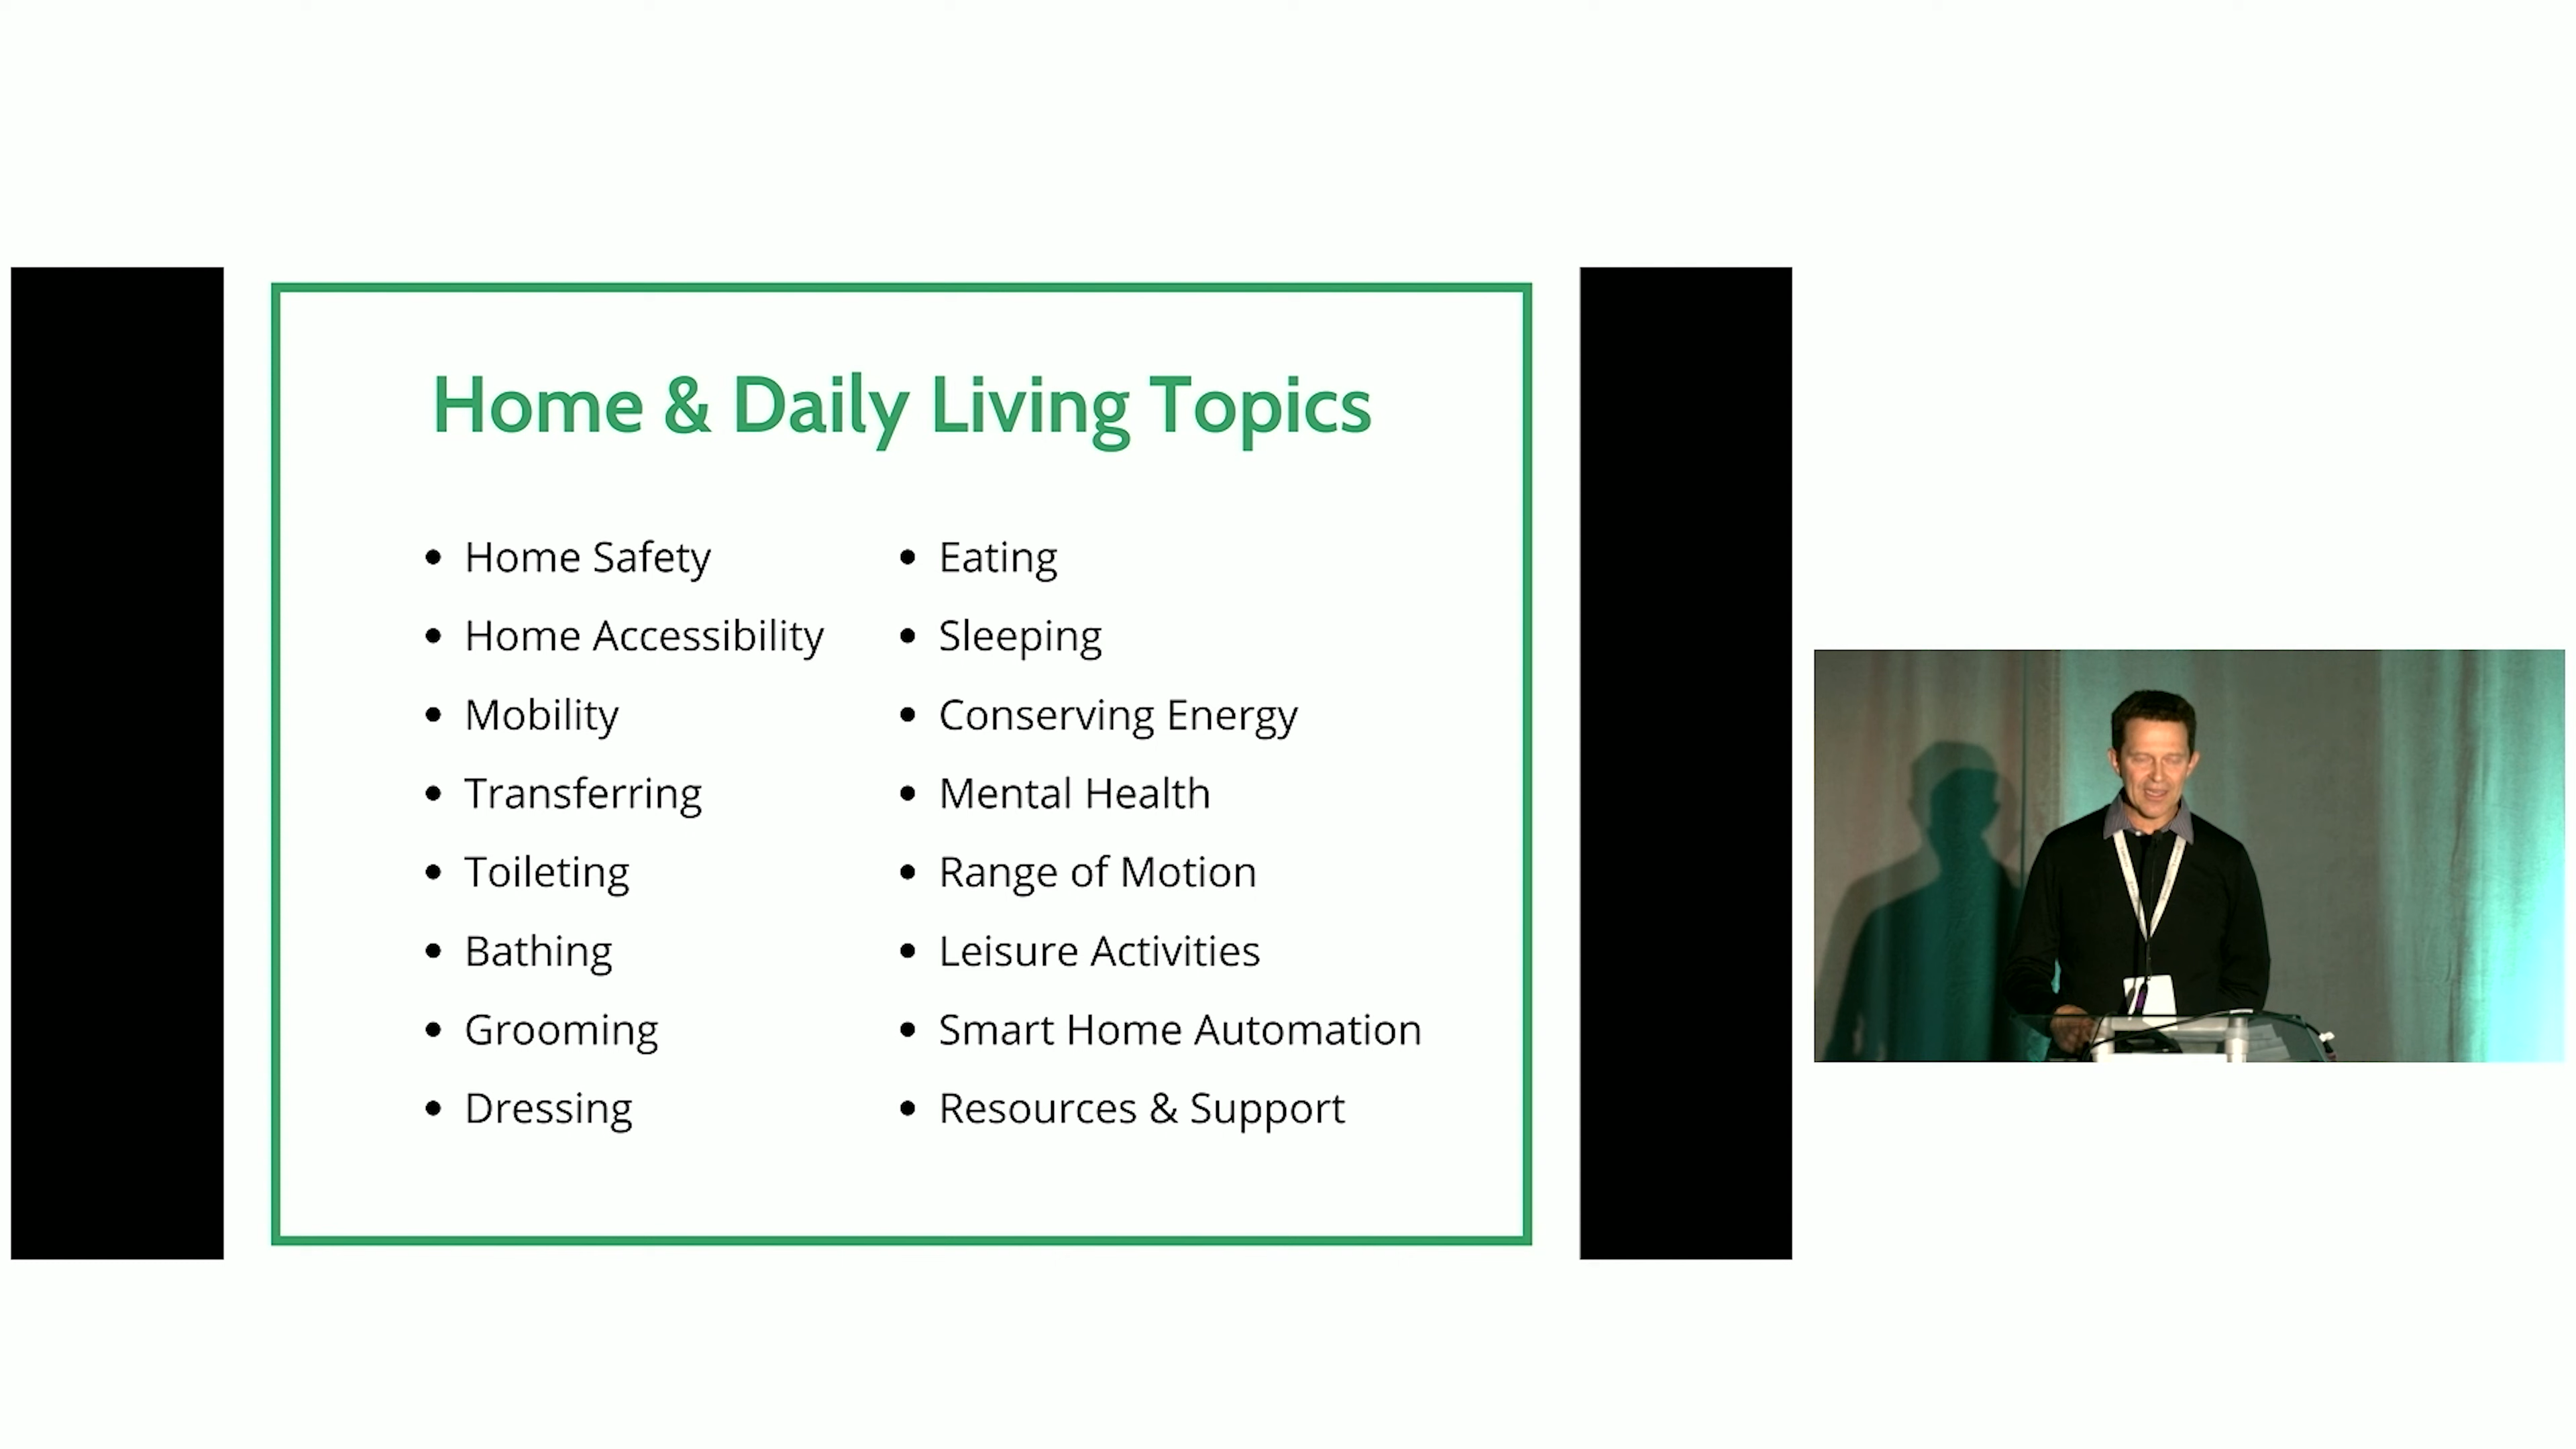 Home & Daily Living Topics
• Home Safety
• Home Accessibility
• Mobility
• Transferring
• Toileting
• Bathing
• Grooming
• Dressing
• Eating
• Sleeping
• Conserving Energy
• Mental Health
• Range of Motion
• Leisure Activities
• Smart Home Automation
• Resources & Support